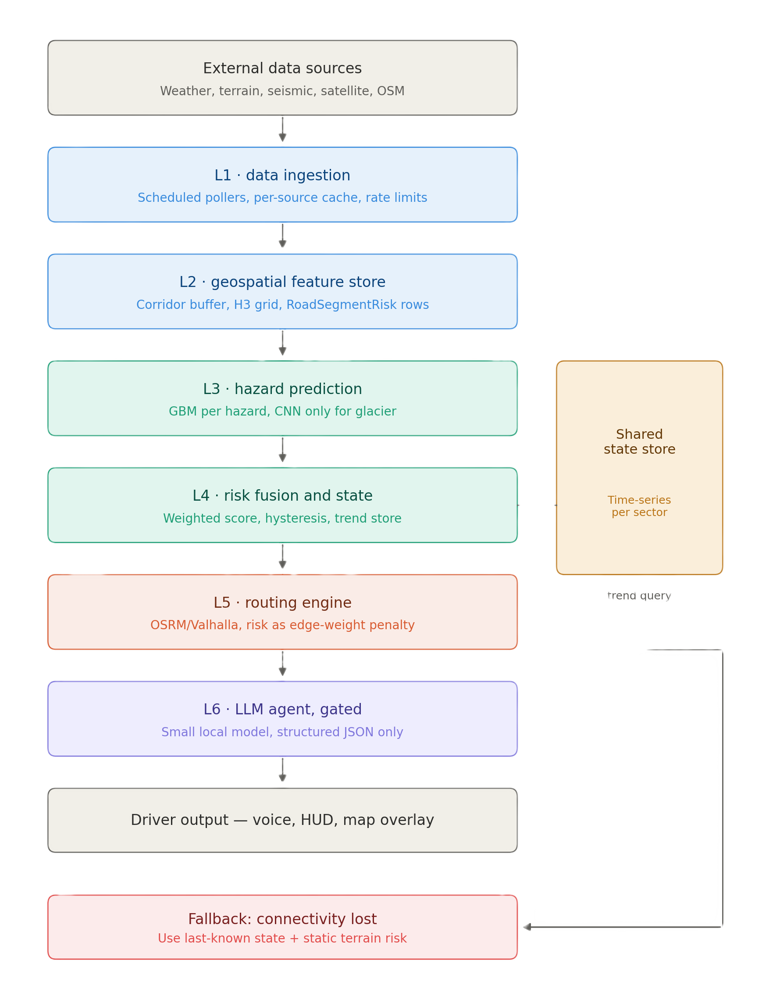 External data sources
Weather, terrain, seismic, satellite, OSM
L1 · data ingestion
Scheduled pollers, per-source cache, rate limits
L2 · geospatial feature store
Corridor buffer, H3 grid, RoadSegmentRisk rows
L3 · hazard prediction
GBM per hazard, CNN only for glacier
Shared
state store
Time-series
per sector
L4 · risk fusion and state
Weighted score, hysteresis, trend store
trend query
L5 · routing engine
OSRM/Valhalla, risk as edge-weight penalty
L6 · LLM agent, gated
Small local model, structured JSON only
Driver output — voice, HUD, map overlay
Fallback: connectivity lost
Use last-known state + static terrain risk